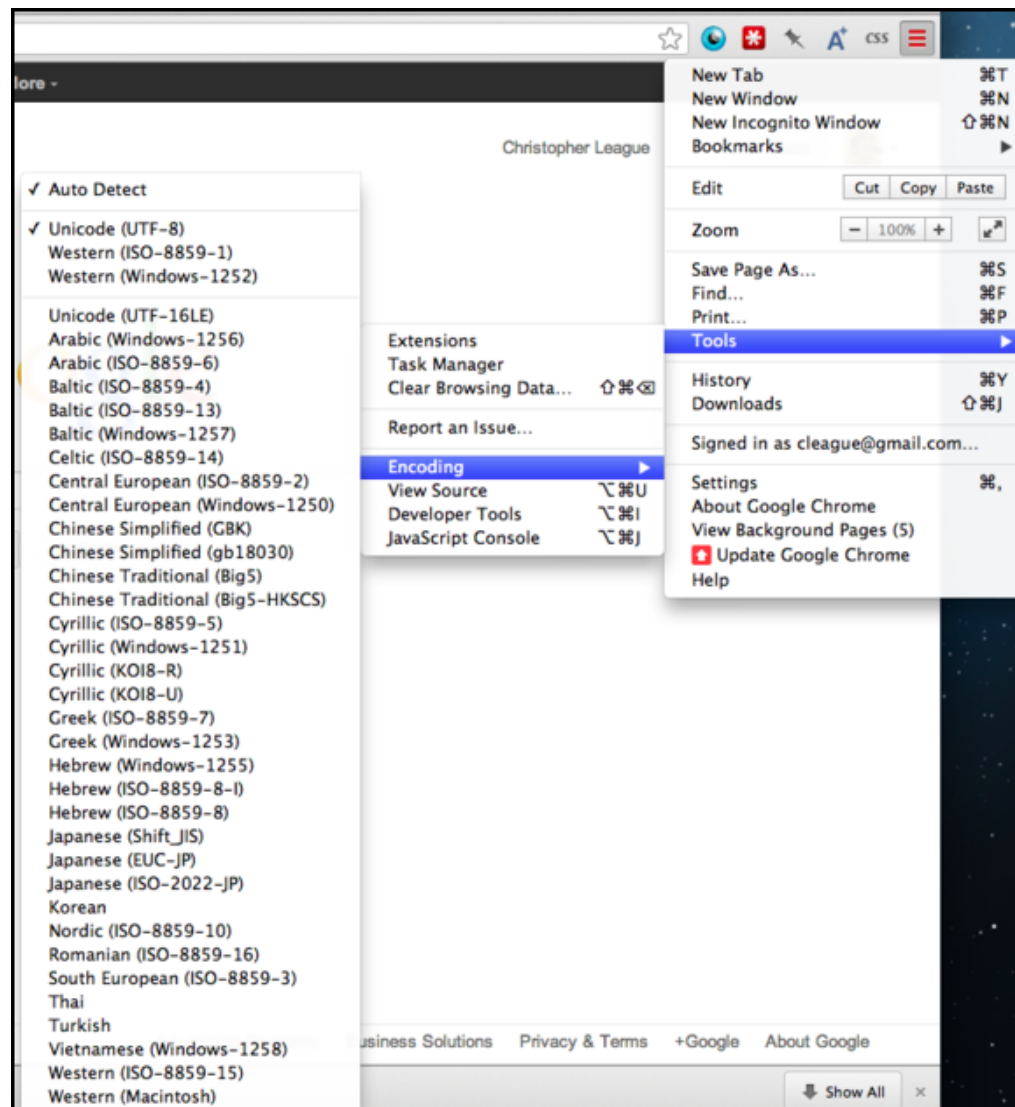 CSS
lore
Christopher League
New Tab ⌘T
New Window ⌘N
New Incognito Window ⇧⌘N
Bookmarks
Edit Cut Copy Paste
Zoom − 100% +
Save Page As... ⌘S
Find... ⌘F
Print... ⌘P
Tools
History ⌘Y
Downloads ⇧⌘J
Signed in as cleague@gmail.com...
Settings ⌘,
About Google Chrome
View Background Pages (5)
Update Google Chrome
Help
Extensions
Task Manager
Clear Browsing Data... ⇧⌘⌫
Report an Issue...
Encoding
View Source ⌥⌘U
Developer Tools ⌥⌘I
JavaScript Console ⌥⌘J
✓ Auto Detect
✓ Unicode (UTF-8)
Western (ISO-8859-1)
Western (Windows-1252)
Unicode (UTF-16LE)
Arabic (Windows-1256)
Arabic (ISO-8859-6)
Baltic (ISO-8859-4)
Baltic (ISO-8859-13)
Baltic (Windows-1257)
Celtic (ISO-8859-14)
Central European (ISO-8859-2)
Central European (Windows-1250)
Chinese Simplified (GBK)
Chinese Simplified (gb18030)
Chinese Traditional (Big5)
Chinese Traditional (Big5-HKSCS)
Cyrillic (ISO-8859-5)
Cyrillic (Windows-1251)
Cyrillic (KOI8-R)
Cyrillic (KOI8-U)
Greek (ISO-8859-7)
Greek (Windows-1253)
Hebrew (Windows-1255)
Hebrew (ISO-8859-8-I)
Hebrew (ISO-8859-8)
Japanese (Shift_JIS)
Japanese (EUC-JP)
Japanese (ISO-2022-JP)
Korean
Nordic (ISO-8859-10)
Romanian (ISO-8859-16)
South European (ISO-8859-3)
Thai
Turkish
Vietnamese (Windows-1258)
Western (ISO-8859-15)
Western (Macintosh)
usiness Solutions Privacy & Terms +Google About Google
Show All